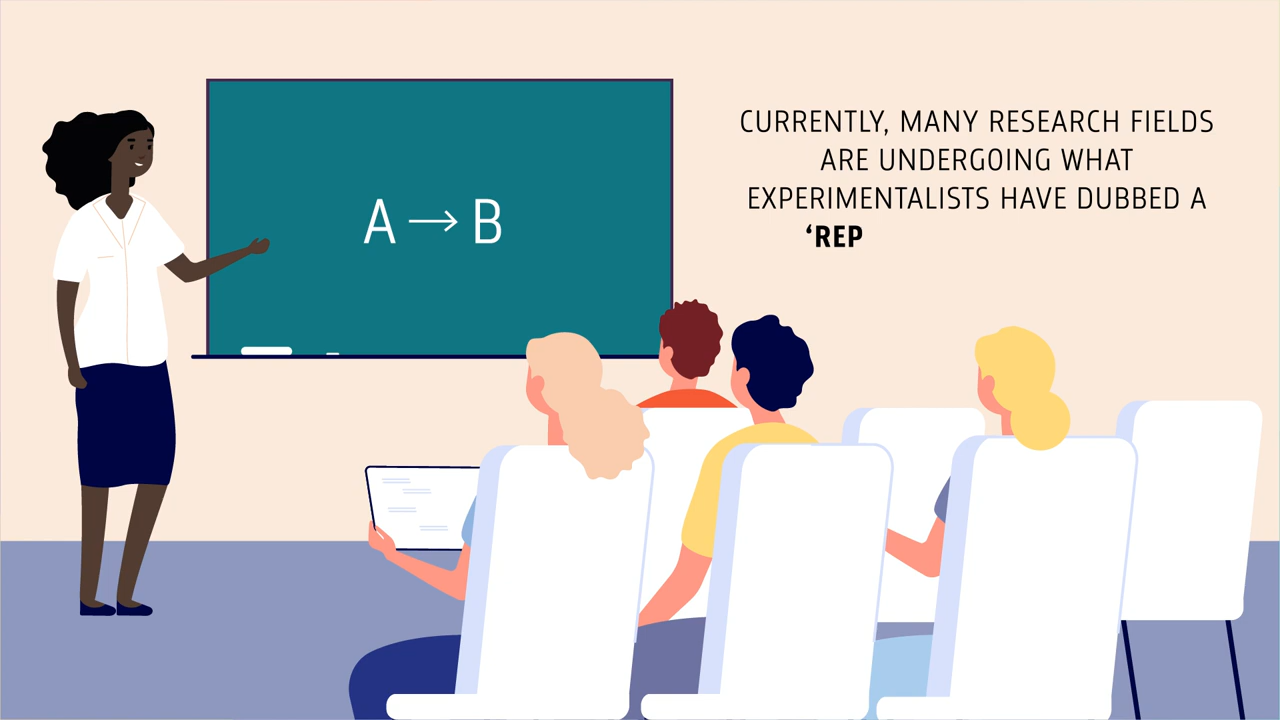 A → B
CURRENTLY, MANY RESEARCH FIELDS
ARE UNDERGOING WHAT
EXPERIMENTALISTS HAVE DUBBED A
‘REP